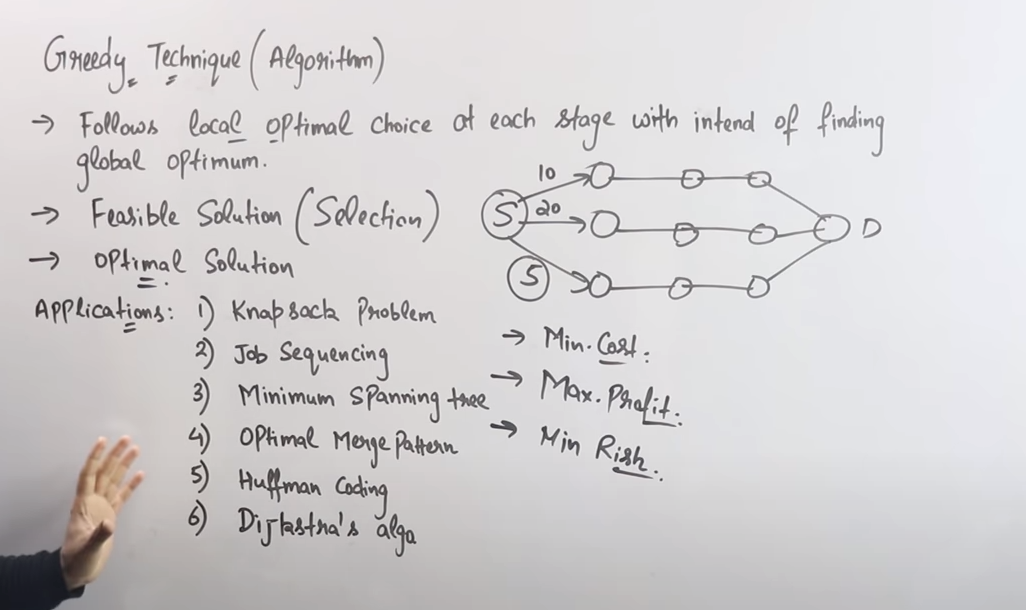 Greedy Technique (Algorithm)
→ Follows local optimal choice at each stage with intend of finding
global optimum.
→ Feasible Solution (Selection)
→ Optimal Solution
Applications: 1) Knapsack Problem
2) Job Sequencing
3) Minimum Spanning tree
4) Optimal Merge Pattern
5) Huffman Coding
6) Dijkstra's algo
10
S 20 D
5
→ Min. Cost.
→ Max. Profit.
→ Min Risk.